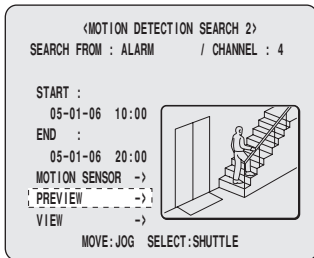 <MOTION DETECTION SEARCH 2>
SEARCH FROM : ALARM / CHANNEL : 4
START :
05-01-06 10:00
END :
05-01-06 20:00
MOTION SENSOR ->
PREVIEW ->
VIEW ->
MOVE:JOG SELECT:SHUTTLE